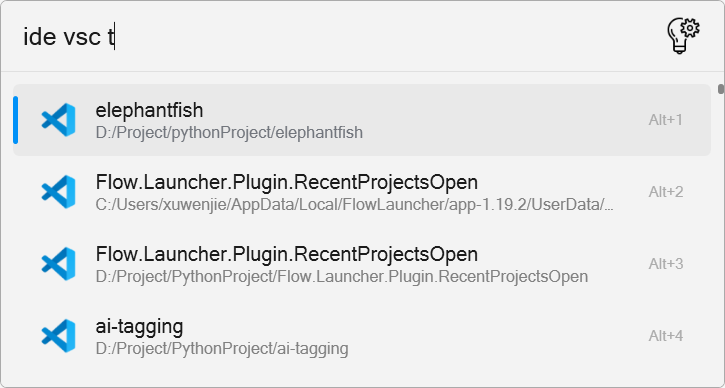 ide vsc t
elephantfish
D:/Project/pythonProject/elephantfish
Alt+1
Flow.Launcher.Plugin.RecentProjectsOpen
C:/Users/xuwenjie/AppData/Local/FlowLauncher/app-1.19.2/UserData/...
Alt+2
Flow.Launcher.Plugin.RecentProjectsOpen
D:/Project/PythonProject/Flow.Launcher.Plugin.RecentProjectsOpen
Alt+3
ai-tagging
D:/Project/PythonProject/ai-tagging
Alt+4